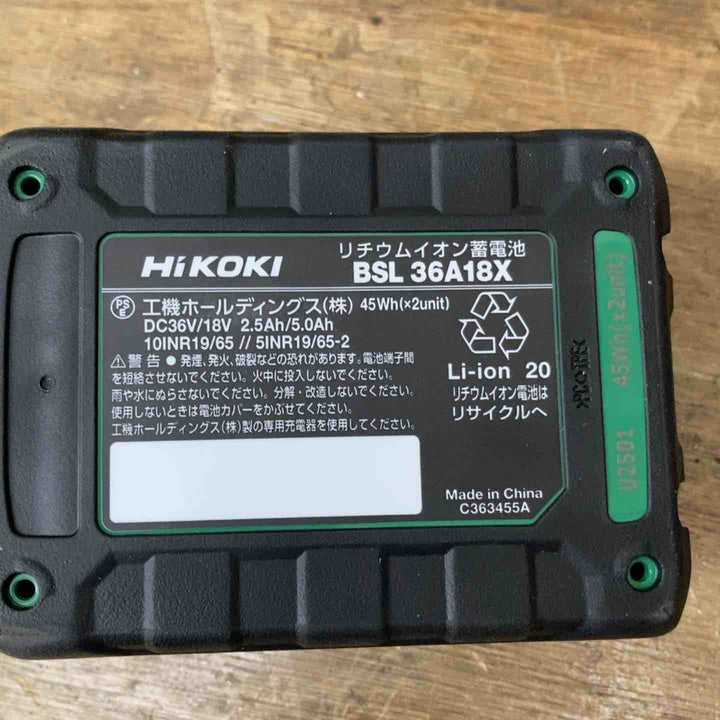 HiKOKI
リチウムイオン蓄電池
BSL 36A18X
PS E 工機ホールディングス(株) 45Wh(×2unit)
DC36V/18V 2.5Ah/5.0Ah
10INR19/65 // 5INR19/65-2
⚠警告 ● 発煙、発火、破裂などの恐れがあります。電池端子間
を短絡させないでください。火中に投入しないでください。
雨や水にぬらさないでください。分解・改造しないでください。
使用しないときは電池カバーをかぶせてください。
工機ホールディングス(株)製の専用充電器を使用してください。
Li-ion 20
リチウムイオン電池は
リサイクルへ
Made in China
C363455A
U2501 45Wh(x2unit)